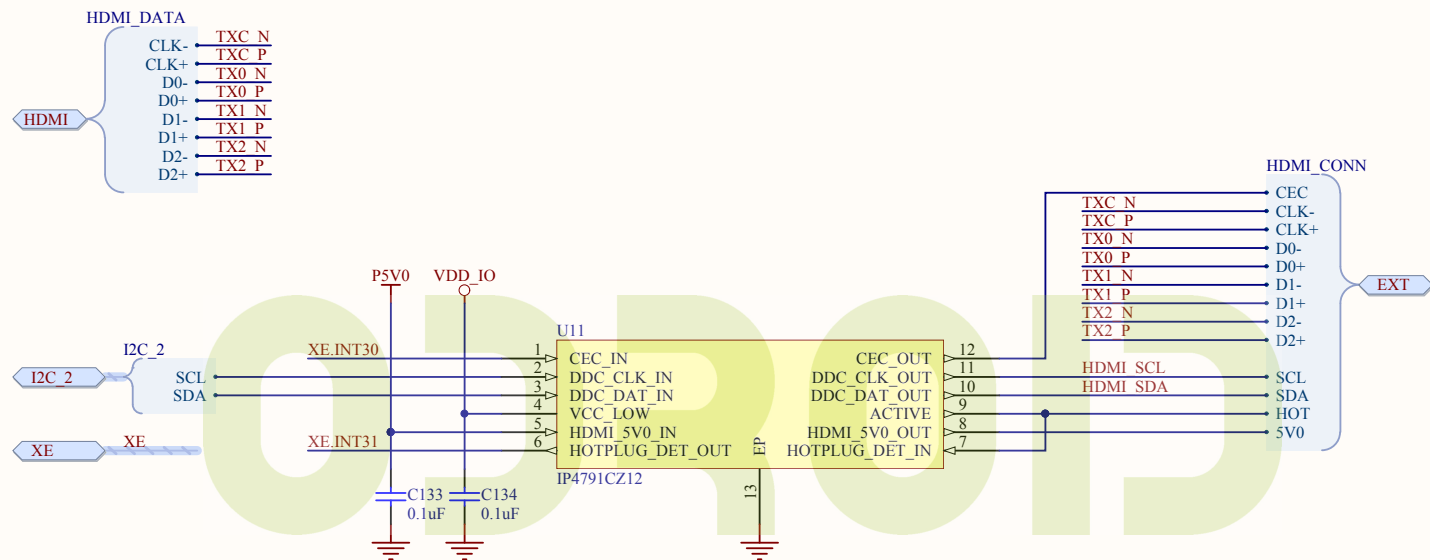 HDMI_DATA
CLK- TXC_N
CLK+ TXC_P
D0- TX0_N
D0+ TX0_P
HDMI
D1- TX1_N
D1+ TX1_P
D2- TX2_N
D2+ TX2_P
HDMI_CONN
CEC
TXC_N CLK-
TXC_P CLK+
TX0_N D0-
TX0_P D0+
TX1_N D1-
EXT
TX1_P D1+
TX2_N D2-
TX2_P D2+
P5V0 VDD_IO
ODROID
U11
I2C_2
XE.INT30 1 CEC_IN CEC_OUT 12
I2C_2 SCL 2 DDC_CLK_IN DDC_CLK_OUT 11 HDMI_SCL SCL
SDA 3 DDC_DAT_IN DDC_DAT_OUT 10 HDMI_SDA SDA
4 VCC_LOW ACTIVE 9 HOT
5 HDMI_5V0_IN HDMI_5V0_OUT 8 5V0
XE XE XE.INT31 6 HOTPLUG_DET_OUT EP HOTPLUG_DET_IN 7
IP4791CZ12
13
C133 C134
0.1uF 0.1uF